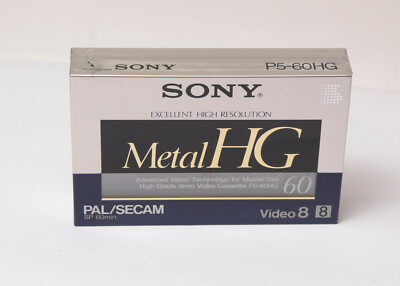 SONY P5-60HG
SONY®
EXCELLENT HIGH RESOLUTION
Metal HG
Advanced Metal Technology for Master Use
High Grade 8mm Video Cassette P5-60HG 60
PAL/SECAM
SP 60min.
Video 8 8